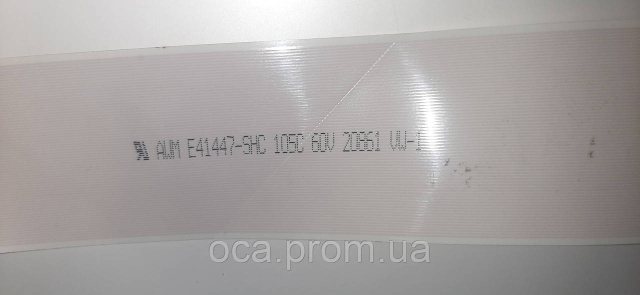 AWM E41447-SHC 105C 60V 20861 VW-1
oca.prom.ua